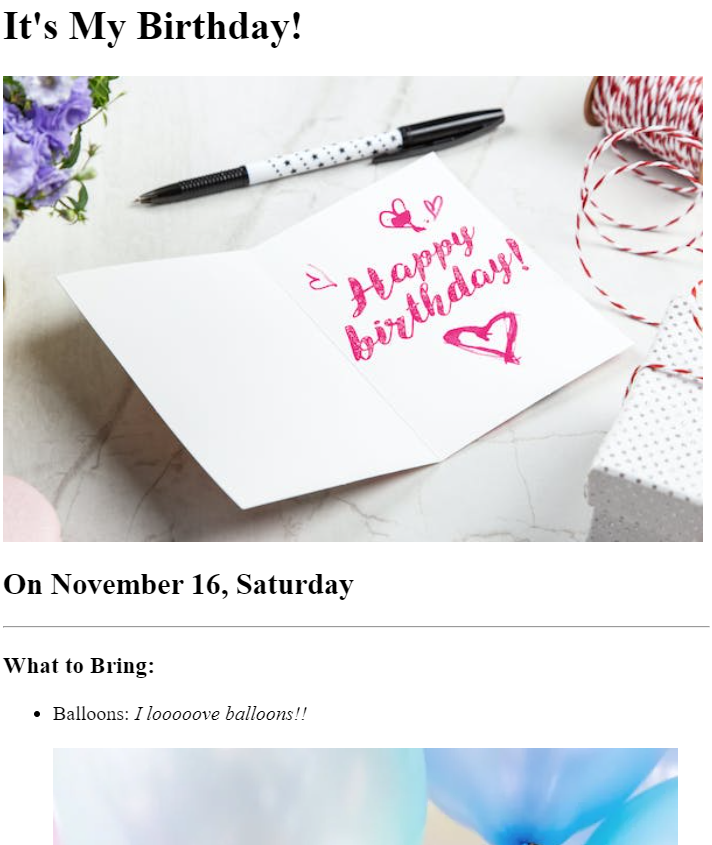 It's My Birthday!
Happy
birthday!
On November 16, Saturday
What to Bring:
Balloons: I looooove balloons!!